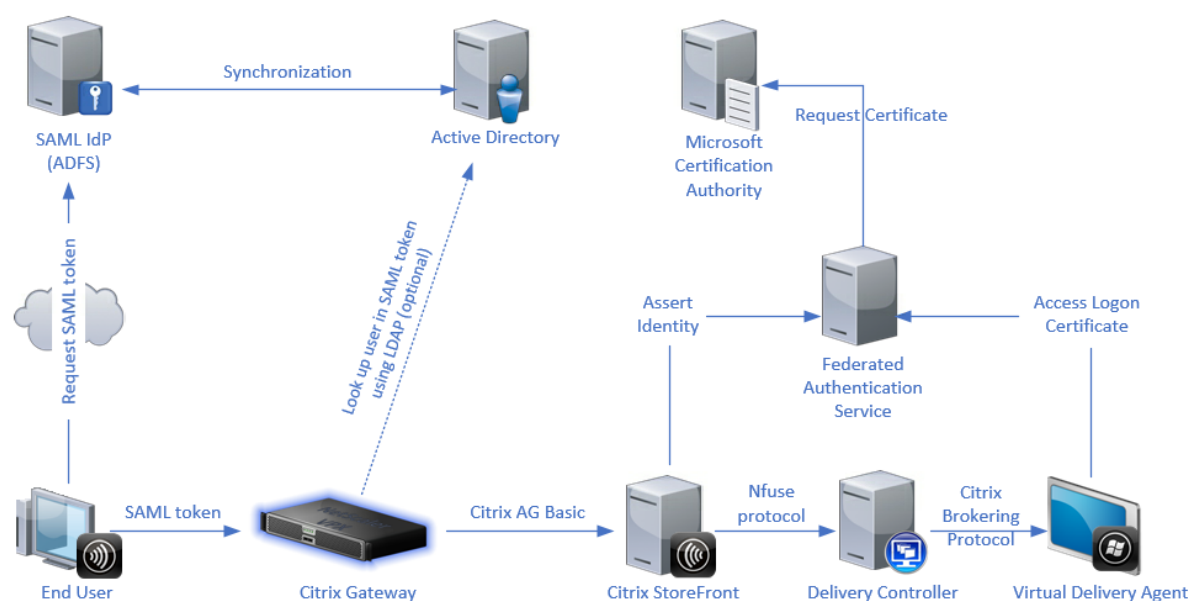 Synchronization
SAML IdP
(ADFS)
Active Directory
Request Certificate
Microsoft
Certification
Authority
Request SAML token
Look up user in SAML token
using LDAP (optional)
Assert
Identity
Access Logon
Certificate
Federated
Authentication
Service
SAML token
Citrix AG Basic
Nfuse
protocol
Citrix
Brokering
Protocol
End User
Citrix Gateway
Citrix StoreFront
Delivery Controller
Virtual Delivery Agent